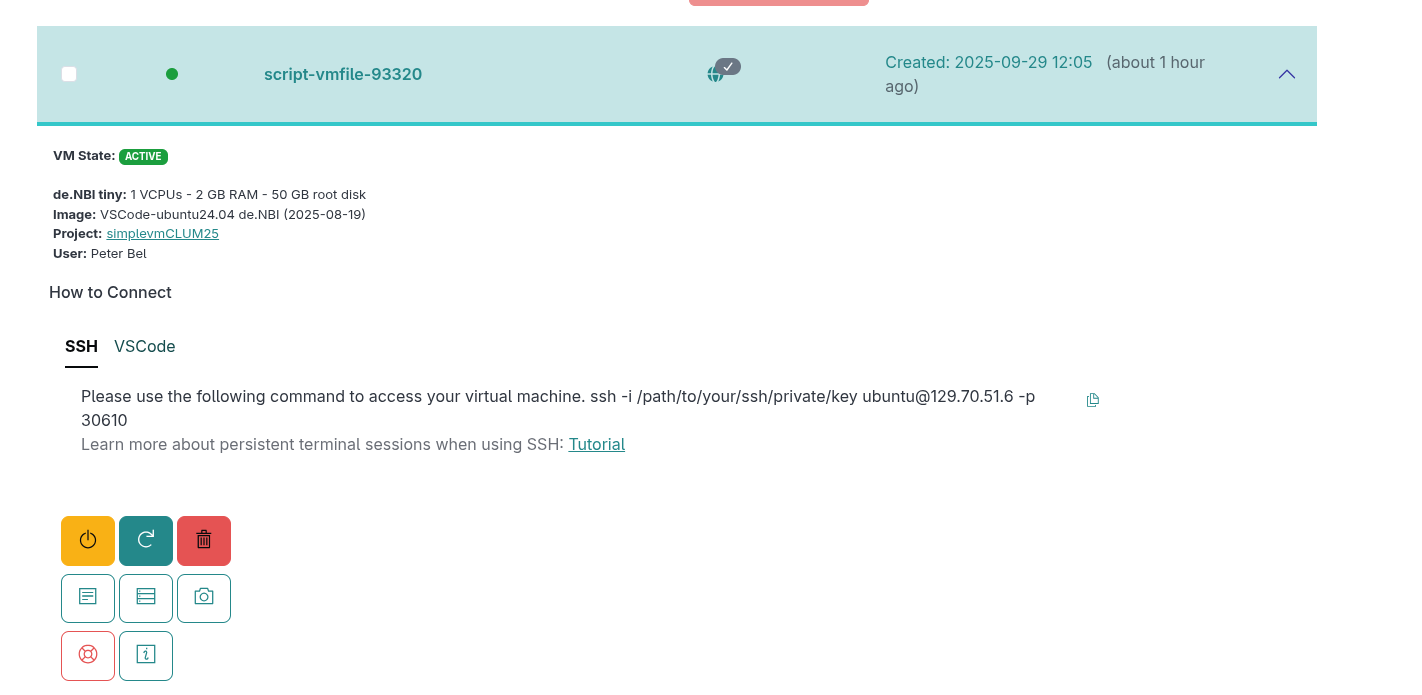 script-vmfile-93320
Created: 2025-09-29 12:05 (about 1 hour
ago)
VM State: ACTIVE
de.NBI tiny: 1 VCPUs - 2 GB RAM - 50 GB root disk
Image: VSCode-ubuntu24.04 de.NBI (2025-08-19)
Project: simplevmCLUM25
User: Peter Bel
How to Connect
SSH VSCode
Please use the following command to access your virtual machine. ssh -i /path/to/your/ssh/private/key ubuntu@129.70.51.6 -p
30610
Learn more about persistent terminal sessions when using SSH: Tutorial